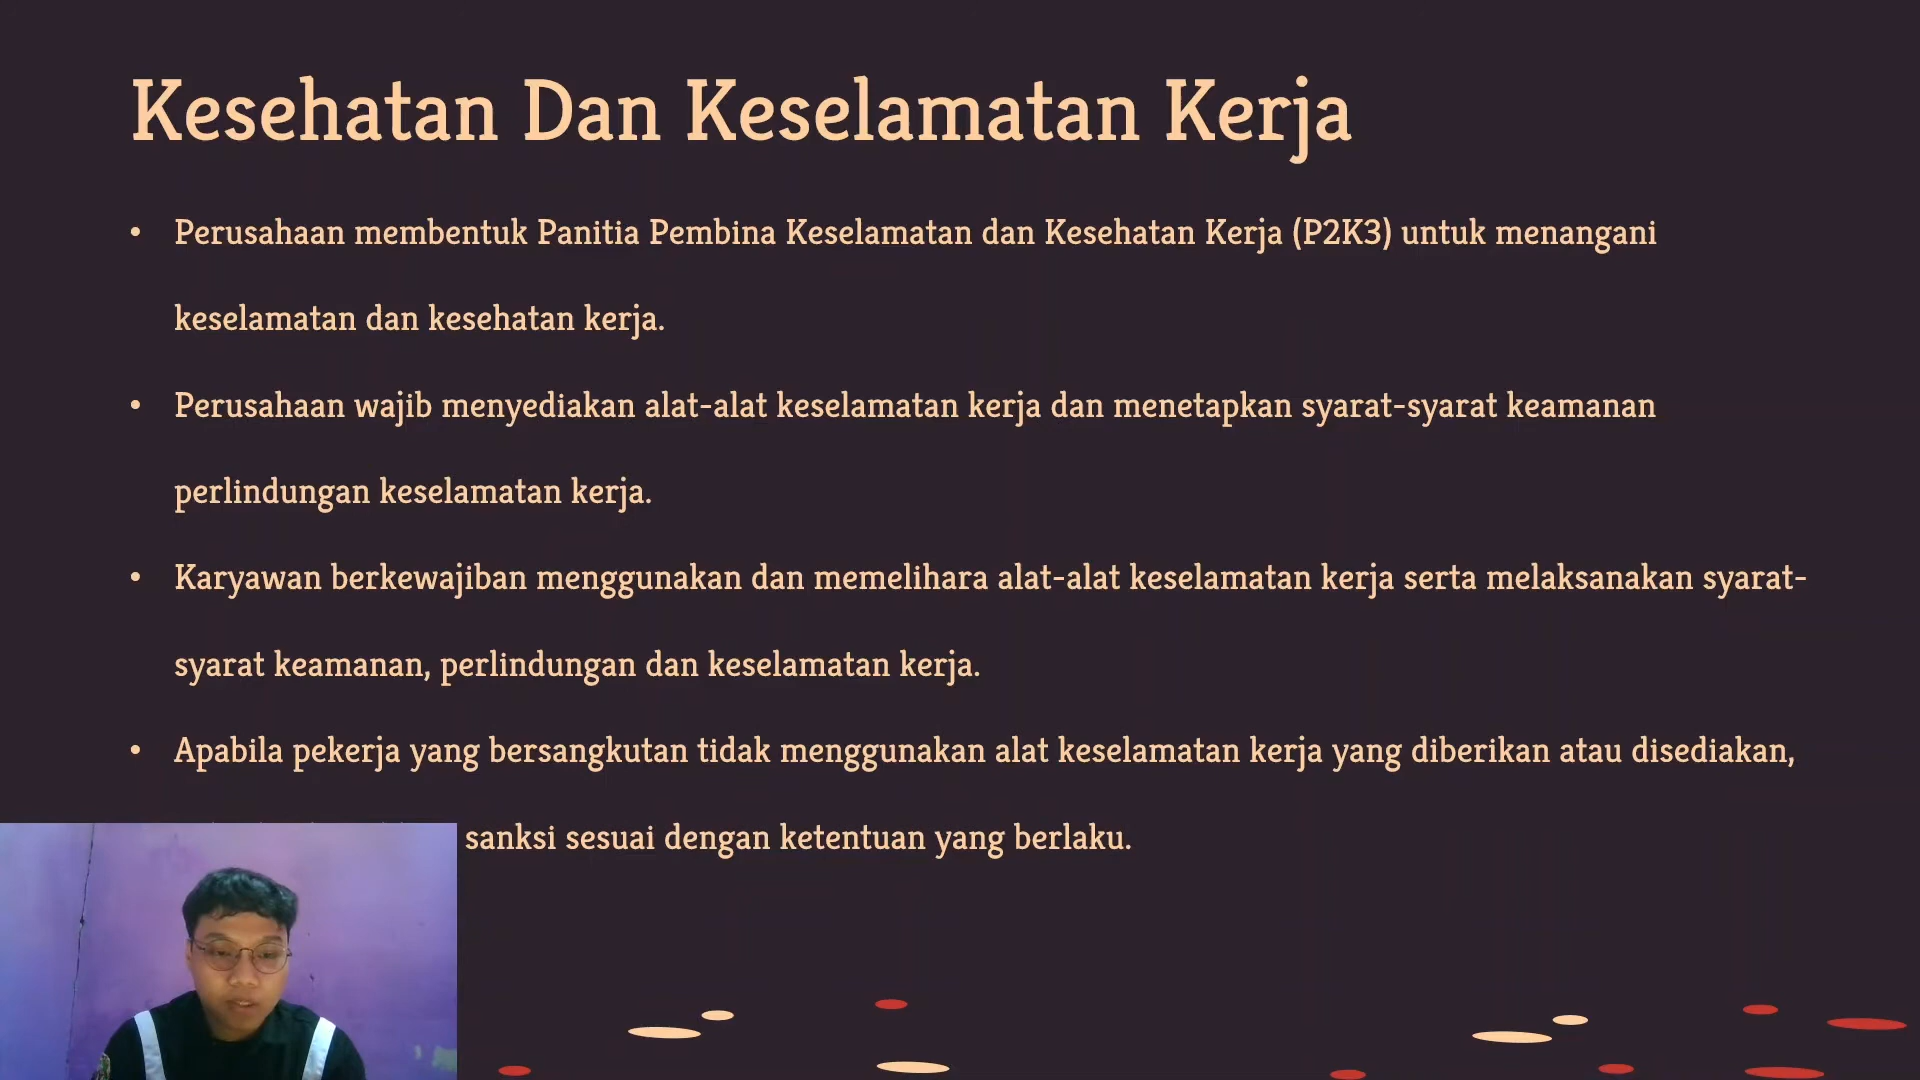 Kesehatan Dan Keselamatan Kerja
• Perusahaan membentuk Panitia Pembina Keselamatan dan Kesehatan Kerja (P2K3) untuk menangani
keselamatan dan kesehatan kerja.
• Perusahaan wajib menyediakan alat-alat keselamatan kerja dan menetapkan syarat-syarat keamanan
perlindungan keselamatan kerja.
• Karyawan berkewajiban menggunakan dan memelihara alat-alat keselamatan kerja serta melaksanakan syarat-
syarat keamanan, perlindungan dan keselamatan kerja.
• Apabila pekerja yang bersangkutan tidak menggunakan alat keselamatan kerja yang diberikan atau disediakan,
sanksi sesuai dengan ketentuan yang berlaku.